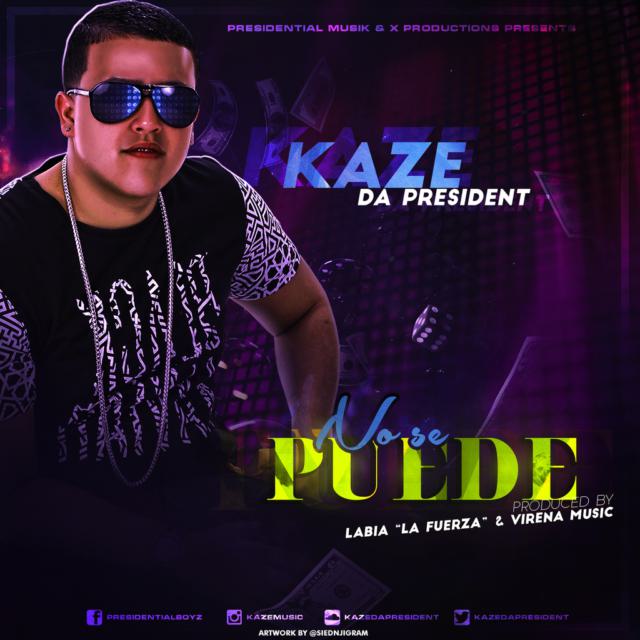 PRESIDENTIAL MUSIK & X PRODUCTIONS PRESENTS
KAZE
DA PRESIDENT
No se
PUEDE
PRODUCED BY
LABIA "LA FUERZA" & VIRENA MUSIC
PRESIDENTIALBOYZ KAZEMUSIC KAZEDAPRESIDENT KAZEDAPRESIDENT
ARTWORK BY @SIEDNJIGRAM